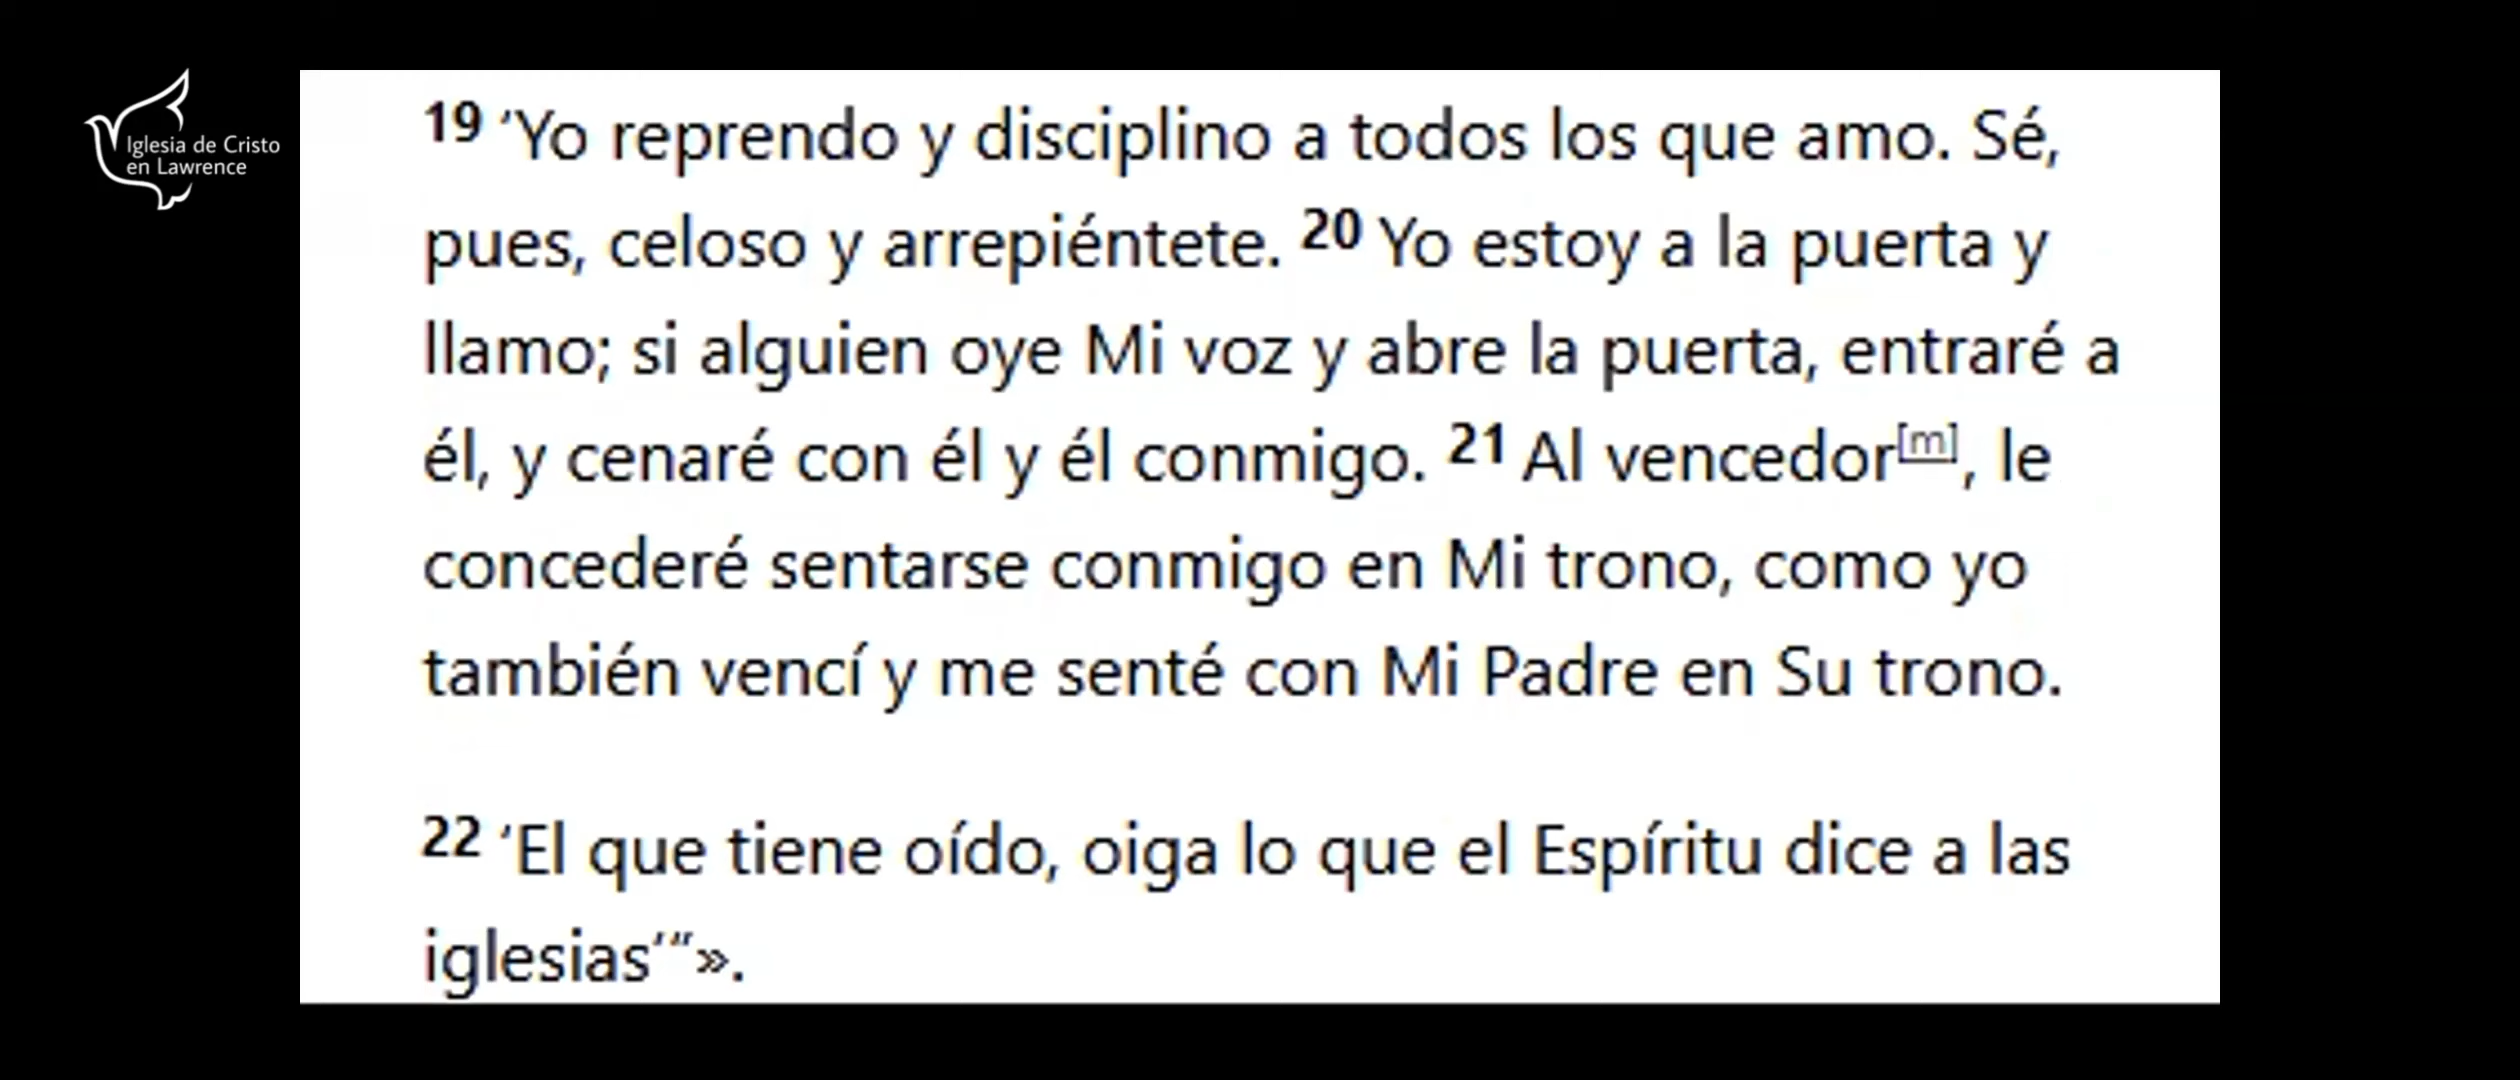 Iglesia de Cristo
en Lawrence
19 ‘Yo reprendo y disciplino a todos los que amo. Sé,
pues, celoso y arrepiéntete. 20 Yo estoy a la puerta y
llamo; si alguien oye Mi voz y abre la puerta, entraré a
él, y cenaré con él y él conmigo. 21 Al vencedor[m], le
concederé sentarse conmigo en Mi trono, como yo
también vencí y me senté con Mi Padre en Su trono.
22 ‘El que tiene oído, oiga lo que el Espíritu dice a las
iglesias’”».